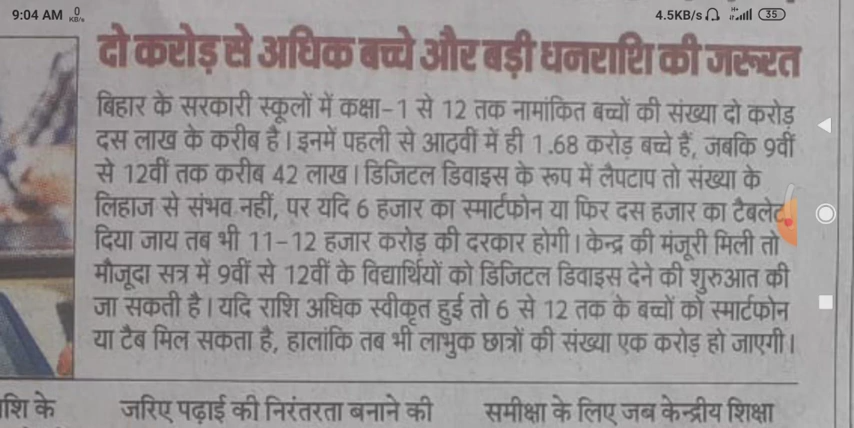 9:04 AM 0 KB/s 4.5KB/s H+ 35
दो करोड़ से अधिक बच्चे और बड़ी धनराशि की जरूरत
बिहार के सरकारी स्कूलों में कक्षा-1 से 12 तक नामांकित बच्चों की संख्या दो करोड़
दस लाख के करीब है। इनमें पहली से आठवीं में ही 1.68 करोड़ बच्चे हैं, जबकि 9वीं
से 12वीं तक करीब 42 लाख। डिजिटल डिवाइस के रूप में लैपटाप तो संख्या के
लिहाज से संभव नहीं, पर यदि 6 हजार का स्मार्टफोन या फिर दस हजार का टैबलेट
दिया जाय तब भी 11-12 हजार करोड़ की दरकार होगी। केन्द्र की मंजूरी मिली तो
मौजूदा सत्र में 9वीं से 12वीं के विद्यार्थियों को डिजिटल डिवाइस देने की शुरुआत की
जा सकती है। यदि राशि अधिक स्वीकृत हुई तो 6 से 12 तक के बच्चों को स्मार्टफोन
या टैब मिल सकता है, हालांकि तब भी लाभुक छात्रों की संख्या एक करोड़ हो जाएगी।
शि के जरिए पढ़ाई की निरंतरता बनाने की समीक्षा के लिए जब केन्द्रीय शिक्षा